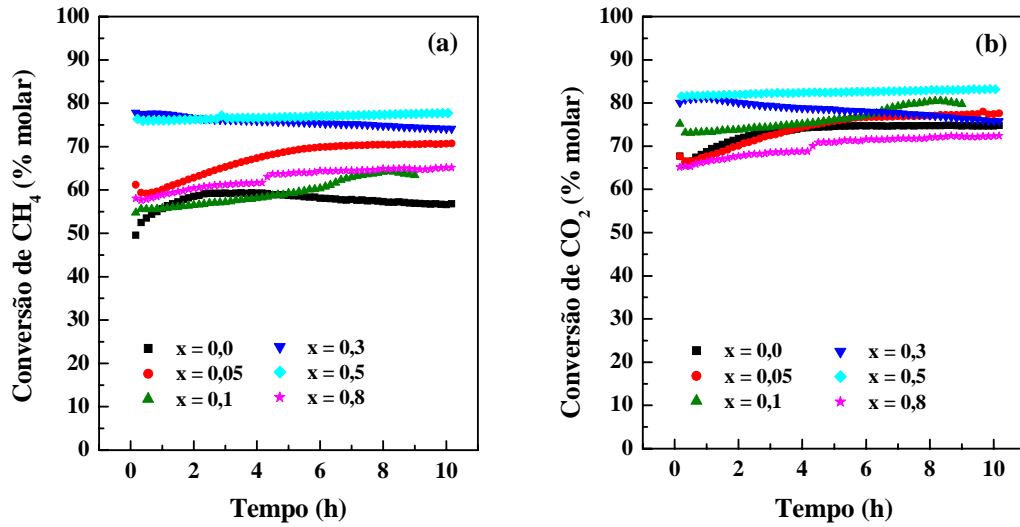 (a)
Conversão de CH4 (% molar)
100
90
80
70
60
50
40
30
20
10
0
x = 0,0
x = 0,05
x = 0,1
x = 0,3
x = 0,5
x = 0,8
0 2 4 6 8 10
Tempo (h)
(b)
Conversão de CO2 (% molar)
100
90
80
70
60
50
40
30
20
10
0
x = 0,0
x = 0,05
x = 0,1
x = 0,3
x = 0,5
x = 0,8
0 2 4 6 8 10
Tempo (h)